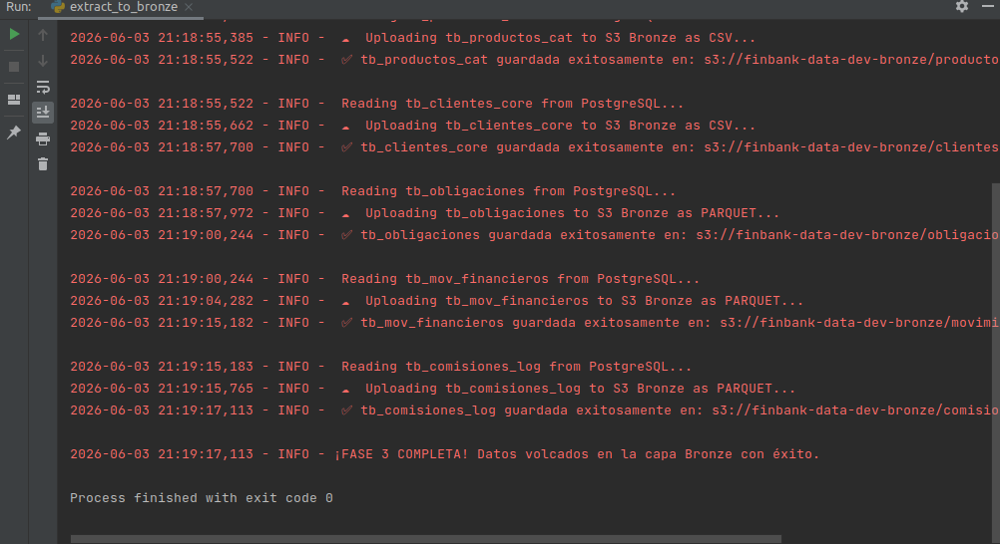 Run: extract_to_bronze
2026-06-03 21:18:55,385 - INFO - ☁ Uploading tb_productos_cat to S3 Bronze as CSV...
2026-06-03 21:18:55,522 - INFO - ✅ tb_productos_cat guardada exitosamente en: s3://finbank-data-dev-bronze/producto
2026-06-03 21:18:55,522 - INFO - Reading tb_clientes_core from PostgreSQL...
2026-06-03 21:18:55,662 - INFO - ☁ Uploading tb_clientes_core to S3 Bronze as CSV...
2026-06-03 21:18:57,700 - INFO - ✅ tb_clientes_core guardada exitosamente en: s3://finbank-data-dev-bronze/clientes
2026-06-03 21:18:57,700 - INFO - Reading tb_obligaciones from PostgreSQL...
2026-06-03 21:18:57,972 - INFO - ☁ Uploading tb_obligaciones to S3 Bronze as PARQUET...
2026-06-03 21:19:00,244 - INFO - ✅ tb_obligaciones guardada exitosamente en: s3://finbank-data-dev-bronze/obligacio
2026-06-03 21:19:00,244 - INFO - Reading tb_mov_financieros from PostgreSQL...
2026-06-03 21:19:04,282 - INFO - ☁ Uploading tb_mov_financieros to S3 Bronze as PARQUET...
2026-06-03 21:19:15,182 - INFO - ✅ tb_mov_financieros guardada exitosamente en: s3://finbank-data-dev-bronze/movimi
2026-06-03 21:19:15,183 - INFO - Reading tb_comisiones_log from PostgreSQL...
2026-06-03 21:19:15,765 - INFO - ☁ Uploading tb_comisiones_log to S3 Bronze as PARQUET...
2026-06-03 21:19:17,113 - INFO - ✅ tb_comisiones_log guardada exitosamente en: s3://finbank-data-dev-bronze/comisio
2026-06-03 21:19:17,113 - INFO - ¡FASE 3 COMPLETA! Datos volcados en la capa Bronze con éxito.
Process finished with exit code 0